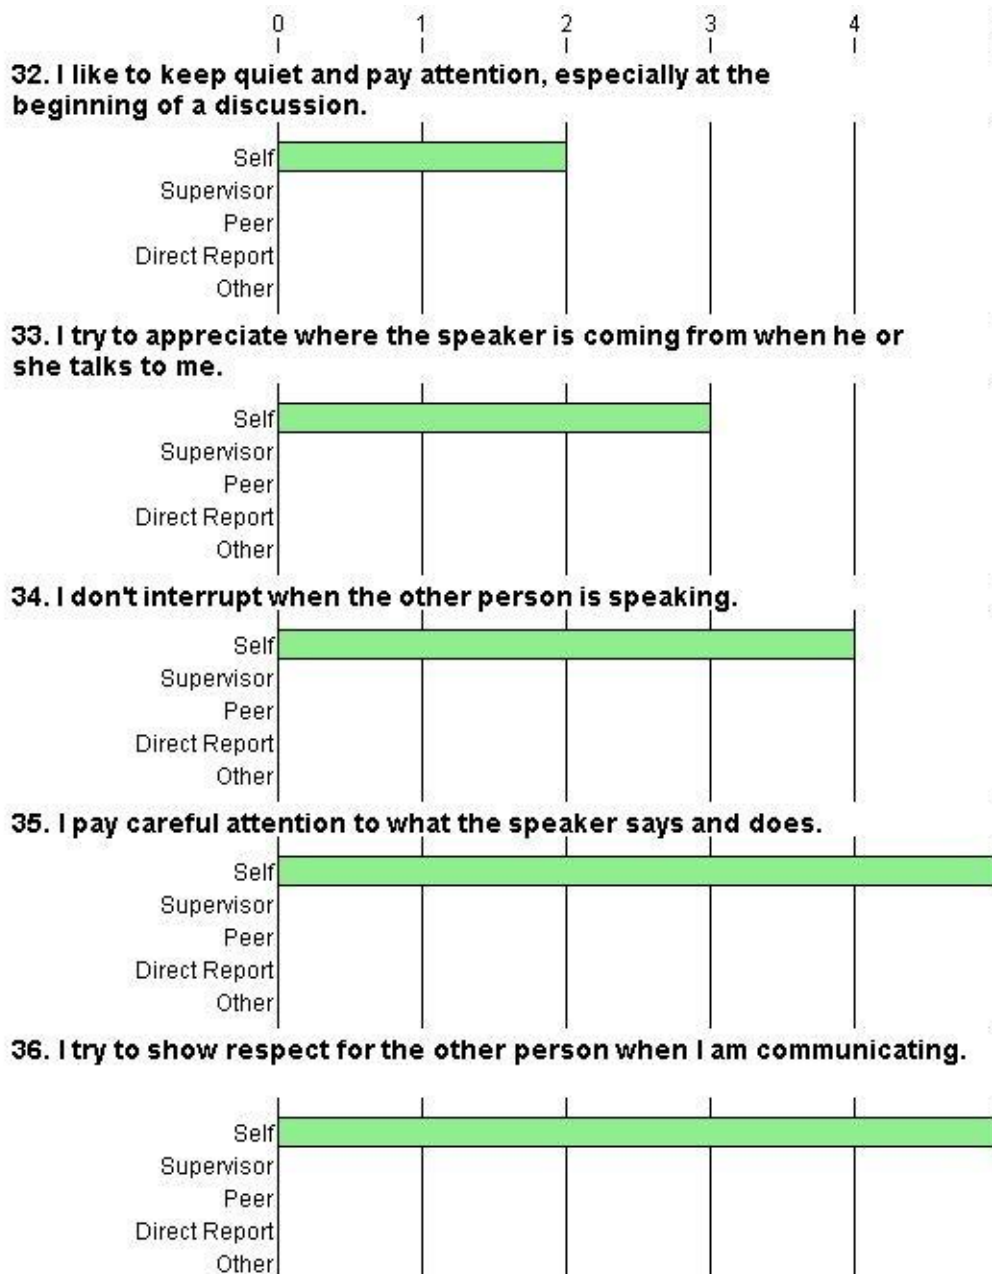 0 1 2 3 4
32. I like to keep quiet and pay attention, especially at the
beginning of a discussion.
Self
Supervisor
Peer
Direct Report
Other
33. I try to appreciate where the speaker is coming from when he or
she talks to me.
Self
Supervisor
Peer
Direct Report
Other
34. I don't interrupt when the other person is speaking.
Self
Supervisor
Peer
Direct Report
Other
35. I pay careful attention to what the speaker says and does.
Self
Supervisor
Peer
Direct Report
Other
36. I try to show respect for the other person when I am communicating.
Self
Supervisor
Peer
Direct Report
Other